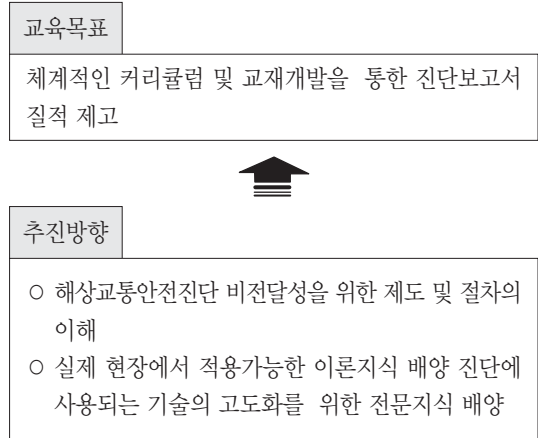 교육목표
체계적인 커리큘럼 및 교재개발을 통한 진단보고서
질적 제고
추진방향
○ 해상교통안전진단 비전달성을 위한 제도 및 절차의
이해
○ 실제 현장에서 적용가능한 이론지식 배양 진단에
사용되는 기술의 고도화를 위한 전문지식 배양